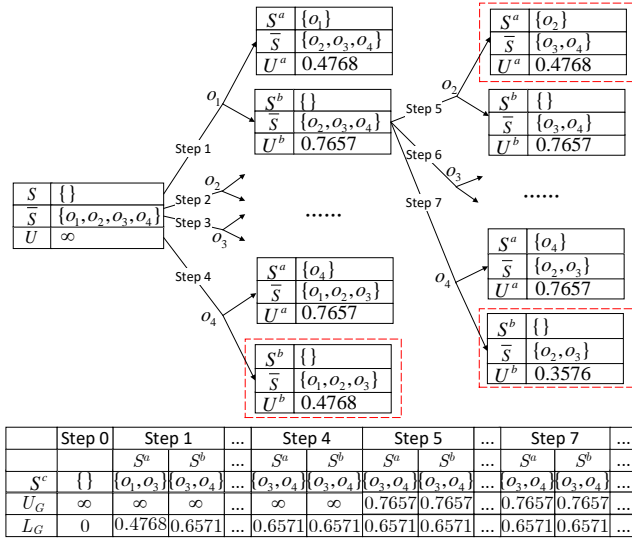 Sᵃ {o₁}
S̅ {o₂,o₃,o₄}
Uᵃ 0.4768
o₁
Sᵇ {}
S̅ {o₂,o₃,o₄}
Uᵇ 0.7657
Step 1
S {}
S̅ {o₁,o₂,o₃,o₄}
U ∞
Step 2
o₂
Step 3
o₃
......
Step 4
o₄
Sᵃ {o₄}
S̅ {o₁,o₂,o₃}
Uᵃ 0.7657
Sᵇ {}
S̅ {o₁,o₂,o₃}
Uᵇ 0.4768
Step 5
o₂
Sᵃ {o₂}
S̅ {o₃,o₄}
Uᵃ 0.4768
Sᵇ {}
S̅ {o₃,o₄}
Uᵇ 0.7657
Step 6
o₃
......
Step 7
o₄
Sᵃ {o₄}
S̅ {o₂,o₃}
Uᵃ 0.7657
Sᵇ {}
S̅ {o₂,o₃}
Uᵇ 0.3576
Step 0 Step 1 ... Step 4 Step 5 ... Step 7 ...
Sᵃ Sᵇ ... Sᵃ Sᵇ Sᵃ Sᵇ ... Sᵃ Sᵇ ...
Sᶜ {} {o₁,o₃} {o₃,o₄} ... {o₃,o₄} {o₃,o₄} {o₃,o₄} {o₃,o₄} ... {o₃,o₄} {o₃,o₄} ...
U_G ∞ ∞ ∞ ... ∞ ∞ 0.7657 0.7657 ... 0.7657 0.7657 ...
L_G 0 0.4768 0.6571 ... 0.6571 0.6571 0.6571 0.6571 ... 0.6571 0.6571 ...